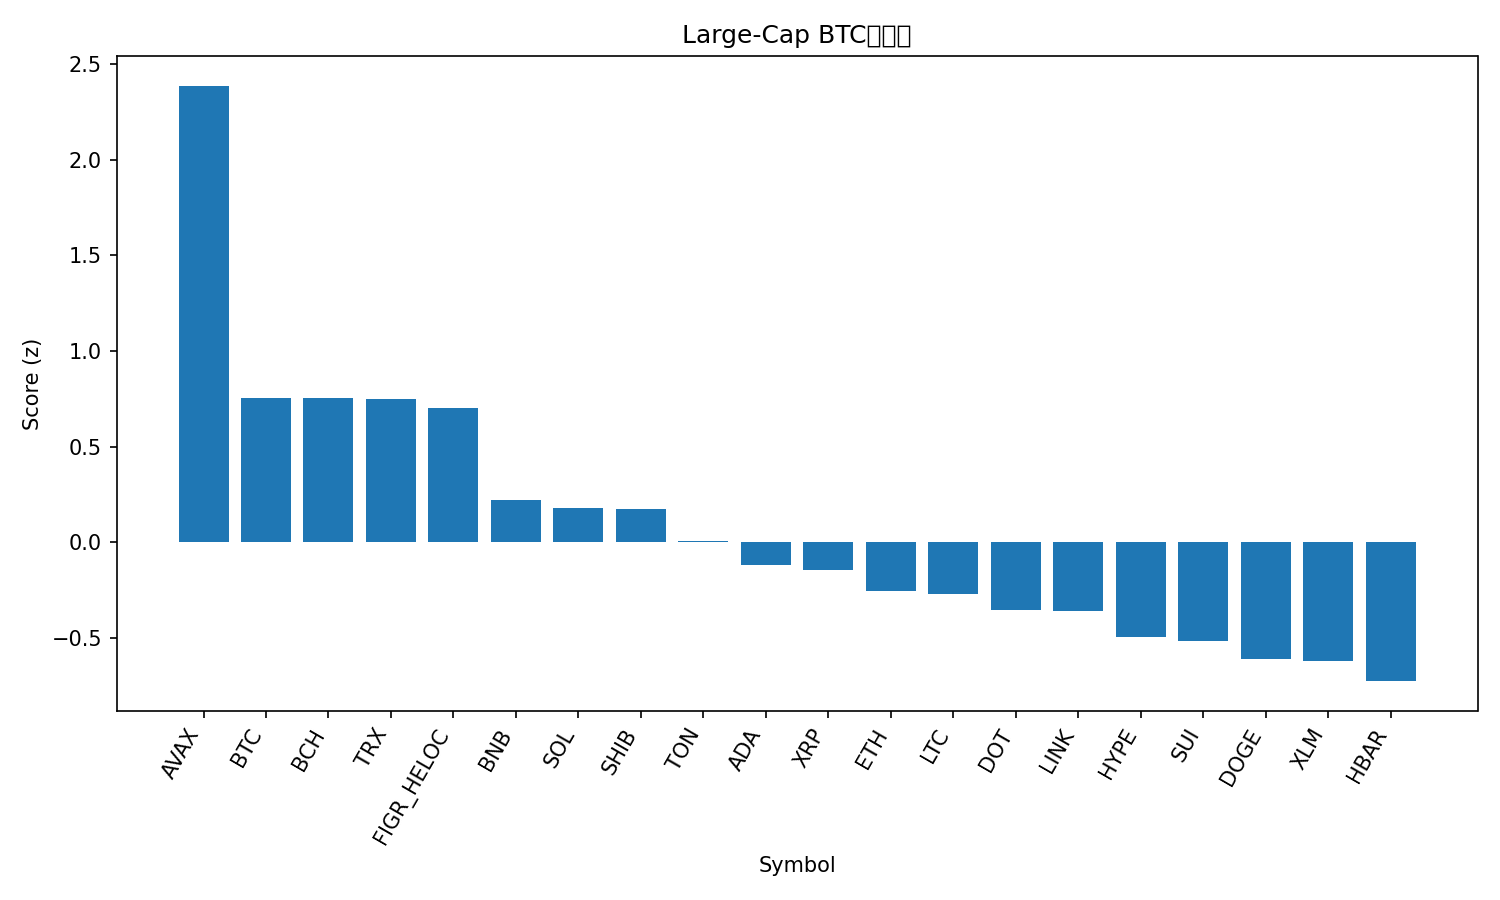 Large-Cap BTC
2.5
2.0
1.5
1.0
0.5
0.0
−0.5
Score (z)
AVAX
BTC
BCH
TRX
FIGR_HELOC
BNB
SOL
SHIB
TON
ADA
XRP
ETH
LTC
DOT
LINK
HYPE
SUI
DOGE
XLM
HBAR
Symbol